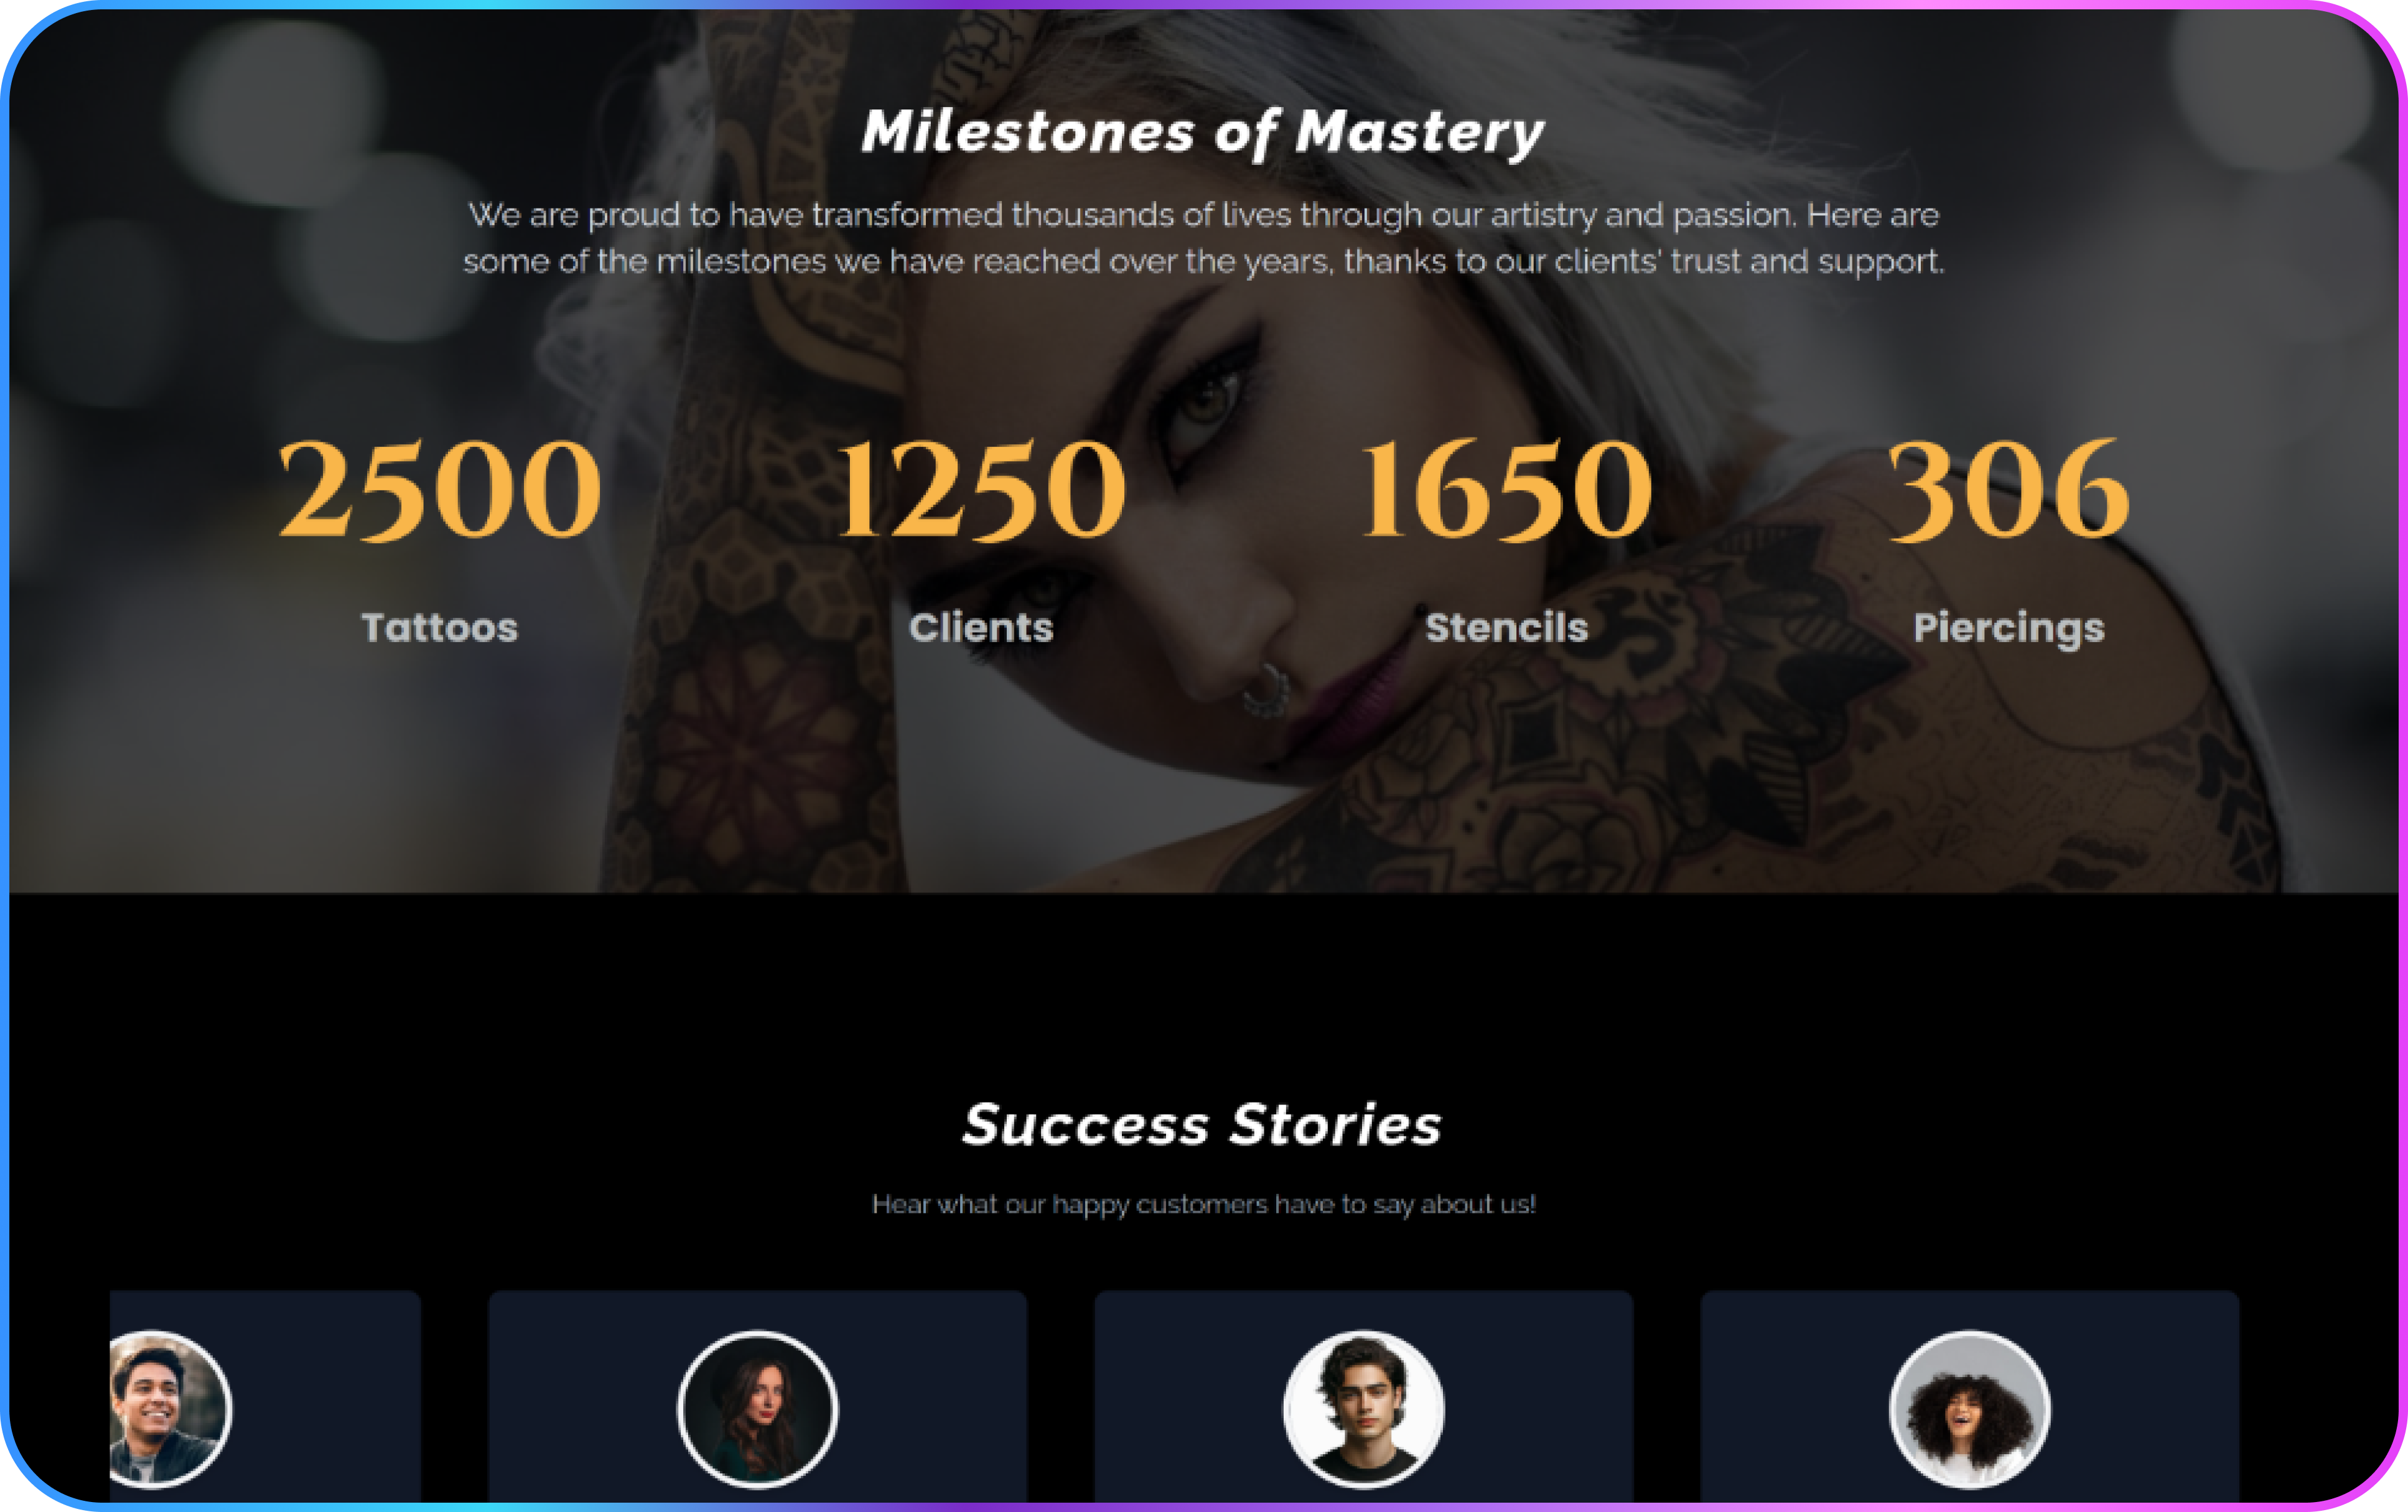 Milestones of Mastery
We are proud to have transformed thousands of lives through our artistry and passion. Here are
some of the milestones we have reached over the years, thanks to our clients' trust and support.
2500 1250 1650 306
Tattoos Clients Stencils Piercings
Success Stories
Hear what our happy customers have to say about us!